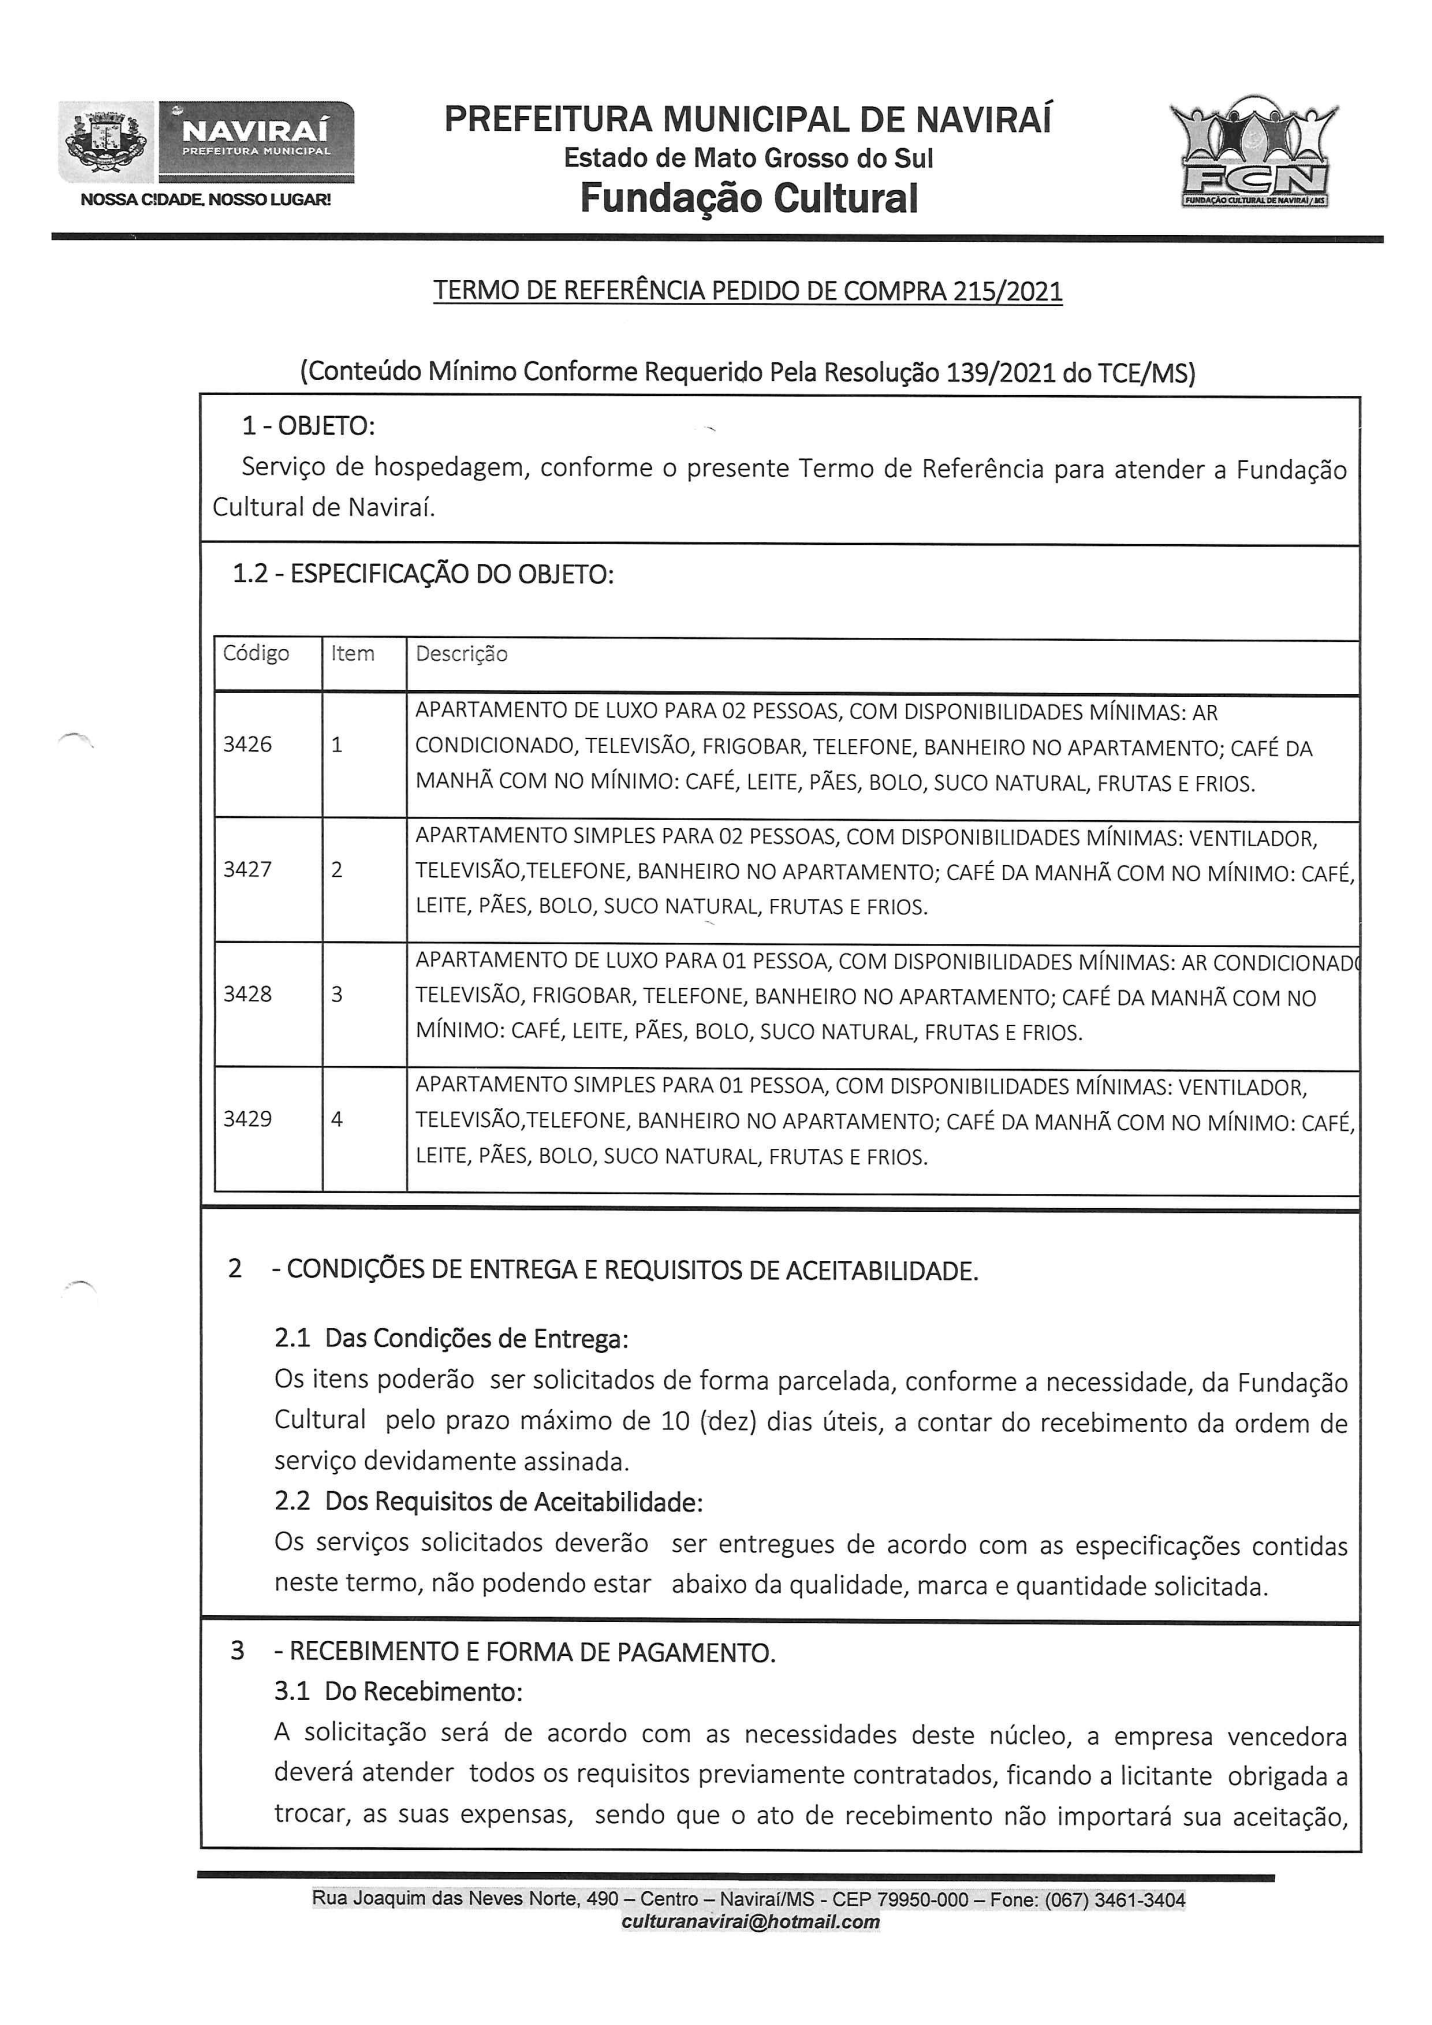 NAVIRAÍ
PREFEITURA MUNICIPAL
NOSSA CIDADE, NOSSO LUGAR!
PREFEITURA MUNICIPAL DE NAVIRAÍ
Estado de Mato Grosso do Sul
Fundação Cultural
FCN
FUNDAÇÃO CULTURAL DE NAVIRAÍ / MS
TERMO DE REFERÊNCIA PEDIDO DE COMPRA 215/2021
(Conteúdo Mínimo Conforme Requerido Pela Resolução 139/2021 do TCE/MS)
1 - OBJETO:
Serviço de hospedagem, conforme o presente Termo de Referência para atender a Fundação
Cultural de Naviraí.
1.2 - ESPECIFICAÇÃO DO OBJETO:
Código Item Descrição
APARTAMENTO DE LUXO PARA 02 PESSOAS, COM DISPONIBILIDADES MÍNIMAS: AR
3426 1 CONDICIONADO, TELEVISÃO, FRIGOBAR, TELEFONE, BANHEIRO NO APARTAMENTO; CAFÉ DA
MANHÃ COM NO MÍNIMO: CAFÉ, LEITE, PÃES, BOLO, SUCO NATURAL, FRUTAS E FRIOS.
APARTAMENTO SIMPLES PARA 02 PESSOAS, COM DISPONIBILIDADES MÍNIMAS: VENTILADOR,
3427 2 TELEVISÃO,TELEFONE, BANHEIRO NO APARTAMENTO; CAFÉ DA MANHÃ COM NO MÍNIMO: CAFÉ,
LEITE, PÃES, BOLO, SUCO NATURAL, FRUTAS E FRIOS.
APARTAMENTO DE LUXO PARA 01 PESSOA, COM DISPONIBILIDADES MÍNIMAS: AR CONDICIONADO
3428 3 TELEVISÃO, FRIGOBAR, TELEFONE, BANHEIRO NO APARTAMENTO; CAFÉ DA MANHÃ COM NO
MÍNIMO: CAFÉ, LEITE, PÃES, BOLO, SUCO NATURAL, FRUTAS E FRIOS.
APARTAMENTO SIMPLES PARA 01 PESSOA, COM DISPONIBILIDADES MÍNIMAS: VENTILADOR,
3429 4 TELEVISÃO,TELEFONE, BANHEIRO NO APARTAMENTO; CAFÉ DA MANHÃ COM NO MÍNIMO: CAFÉ,
LEITE, PÃES, BOLO, SUCO NATURAL, FRUTAS E FRIOS.
2 - CONDIÇÕES DE ENTREGA E REQUISITOS DE ACEITABILIDADE.
2.1 Das Condições de Entrega:
Os itens poderão ser solicitados de forma parcelada, conforme a necessidade, da Fundação
Cultural pelo prazo máximo de 10 (dez) dias úteis, a contar do recebimento da ordem de
serviço devidamente assinada.
2.2 Dos Requisitos de Aceitabilidade:
Os serviços solicitados deverão ser entregues de acordo com as especificações contidas
neste termo, não podendo estar abaixo da qualidade, marca e quantidade solicitada.
3 - RECEBIMENTO E FORMA DE PAGAMENTO.
3.1 Do Recebimento:
A solicitação será de acordo com as necessidades deste núcleo, a empresa vencedora
deverá atender todos os requisitos previamente contratados, ficando a licitante obrigada a
trocar, as suas expensas, sendo que o ato de recebimento não importará sua aceitação,
Rua Joaquim das Neves Norte, 490 – Centro – Naviraí/MS - CEP 79950-000 – Fone: (067) 3461-3404
culturanavirai@hotmail.com